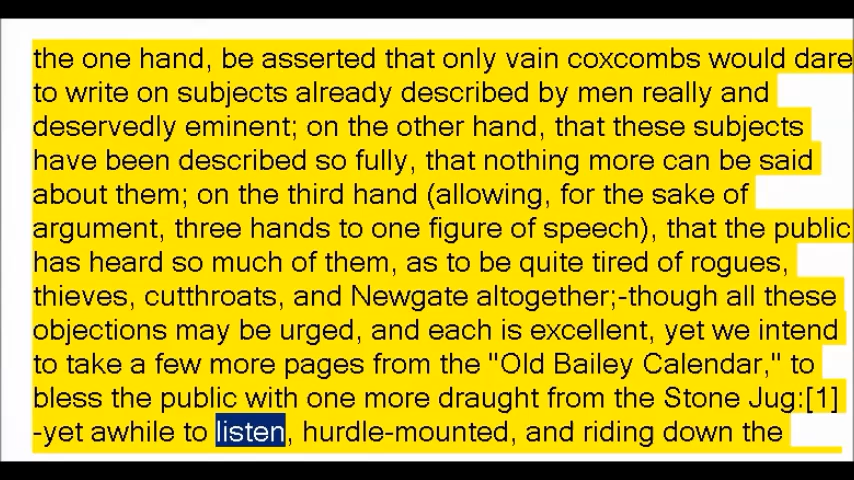 the one hand, be asserted that only vain coxcombs would dare
to write on subjects already described by men really and
deservedly eminent; on the other hand, that these subjects
have been described so fully, that nothing more can be said
about them; on the third hand (allowing, for the sake of
argument, three hands to one figure of speech), that the public
has heard so much of them, as to be quite tired of rogues,
thieves, cutthroats, and Newgate altogether;-though all these
objections may be urged, and each is excellent, yet we intend
to take a few more pages from the "Old Bailey Calendar," to
bless the public with one more draught from the Stone Jug:[1]
-yet awhile to listen, hurdle-mounted, and riding down the